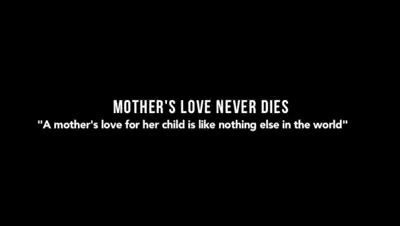 MOTHER'S LOVE NEVER DIES
"A mother's love for her child is like nothing else in the world"